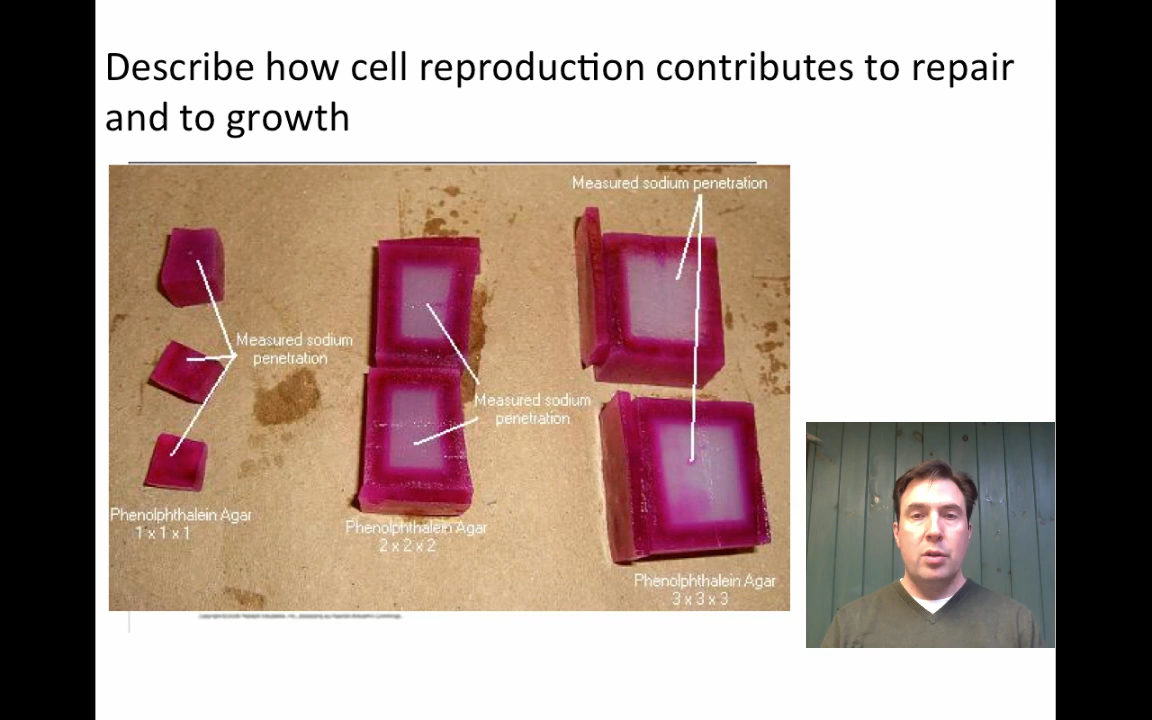 Describe how cell reproduction contributes to repair
and to growth
Measured sodium penetration
Measured sodium
penetration
Measured sodium
penetration
Phenolphthalein Agar
1 x 1 x 1
Phenolphthalein Agar
2 x 2 x 2
Phenolphthalein Agar
3 x 3 x 3